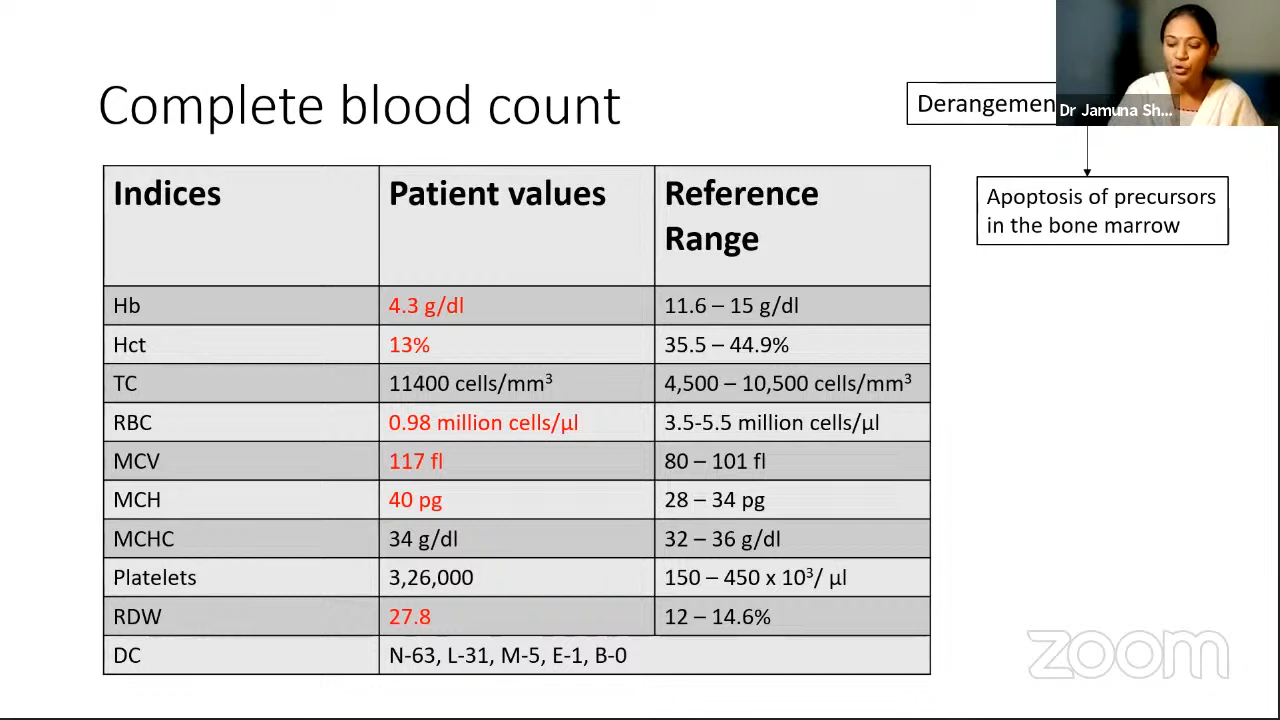 Complete blood count
Derangemen
Dr Jamuna Sh...
Apoptosis of precursors
in the bone marrow
Indices Patient values Reference
Range
Hb 4.3 g/dl 11.6 – 15 g/dl
Hct 13% 35.5 – 44.9%
TC 11400 cells/mm³ 4,500 – 10,500 cells/mm³
RBC 0.98 million cells/µl 3.5-5.5 million cells/µl
MCV 117 fl 80 – 101 fl
MCH 40 pg 28 – 34 pg
MCHC 34 g/dl 32 – 36 g/dl
Platelets 3,26,000 150 – 450 x 10³/ µl
RDW 27.8 12 – 14.6%
DC N-63, L-31, M-5, E-1, B-0
zoom